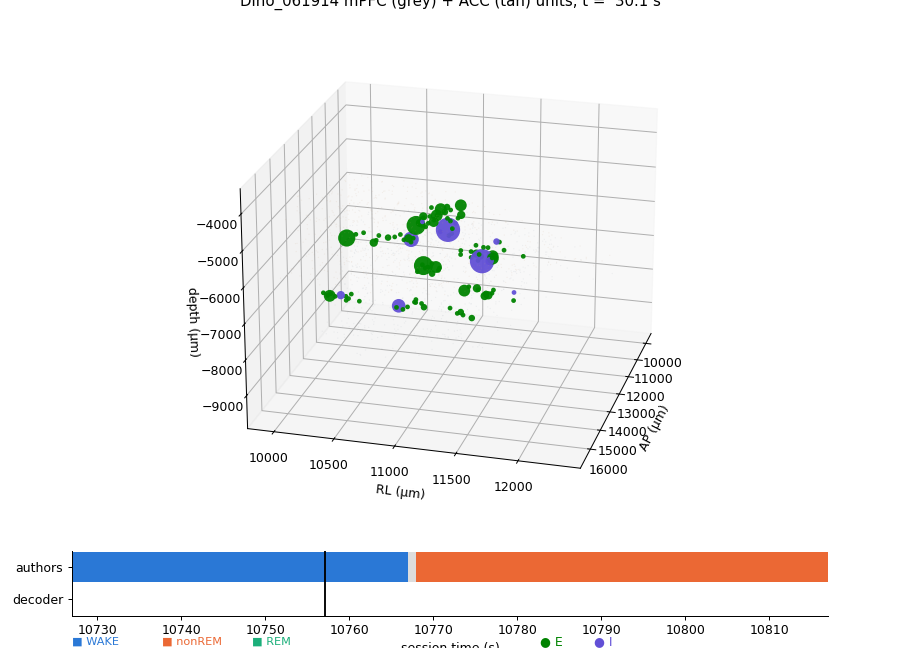 Dino_061914 mPFC (grey) + ACC (tan) units, t = 30.1 s
−4000
−5000
−6000
−7000
−8000
−9000
depth (μm)
10000
10500
11000
11500
12000
RL (μm)
10000
11000
12000
13000
14000
15000
16000
AP (μm)
authors
decoder
10730 10740 10750 10760 10770 10780 10790 10800 10810
session time (s)
WAKE nonREM REM E I